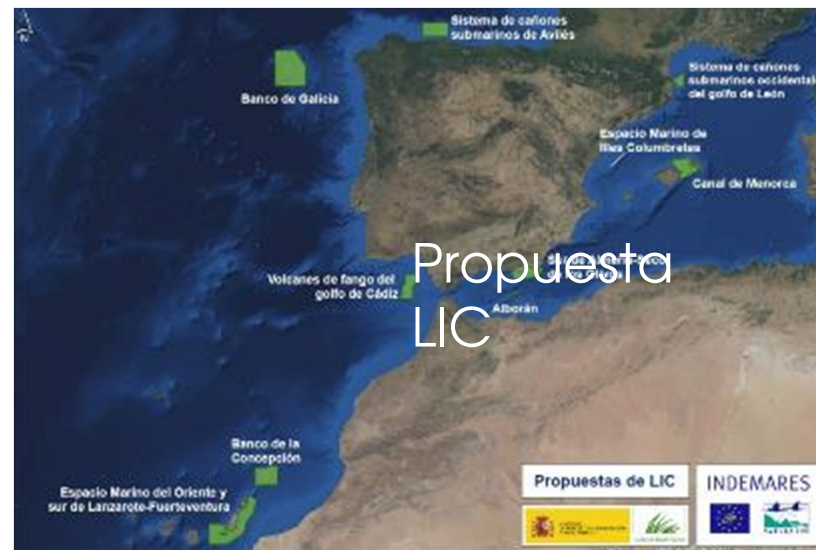 N
Sistema de cañones
submarinos de Avilés
Banco de Galicia
Sistema de cañones
submarinos occidental
del golfo de León
Espacio Marino de
Illes Columbretes
Canal de Menorca
Propuesta
LIC
Volcanes de fango del
golfo de Cádiz
Alborán
Banco de la
Concepción
Espacio Marino del Oriente y
sur de Lanzarote-Fuerteventura
Propuestas de LIC
INDEMARES